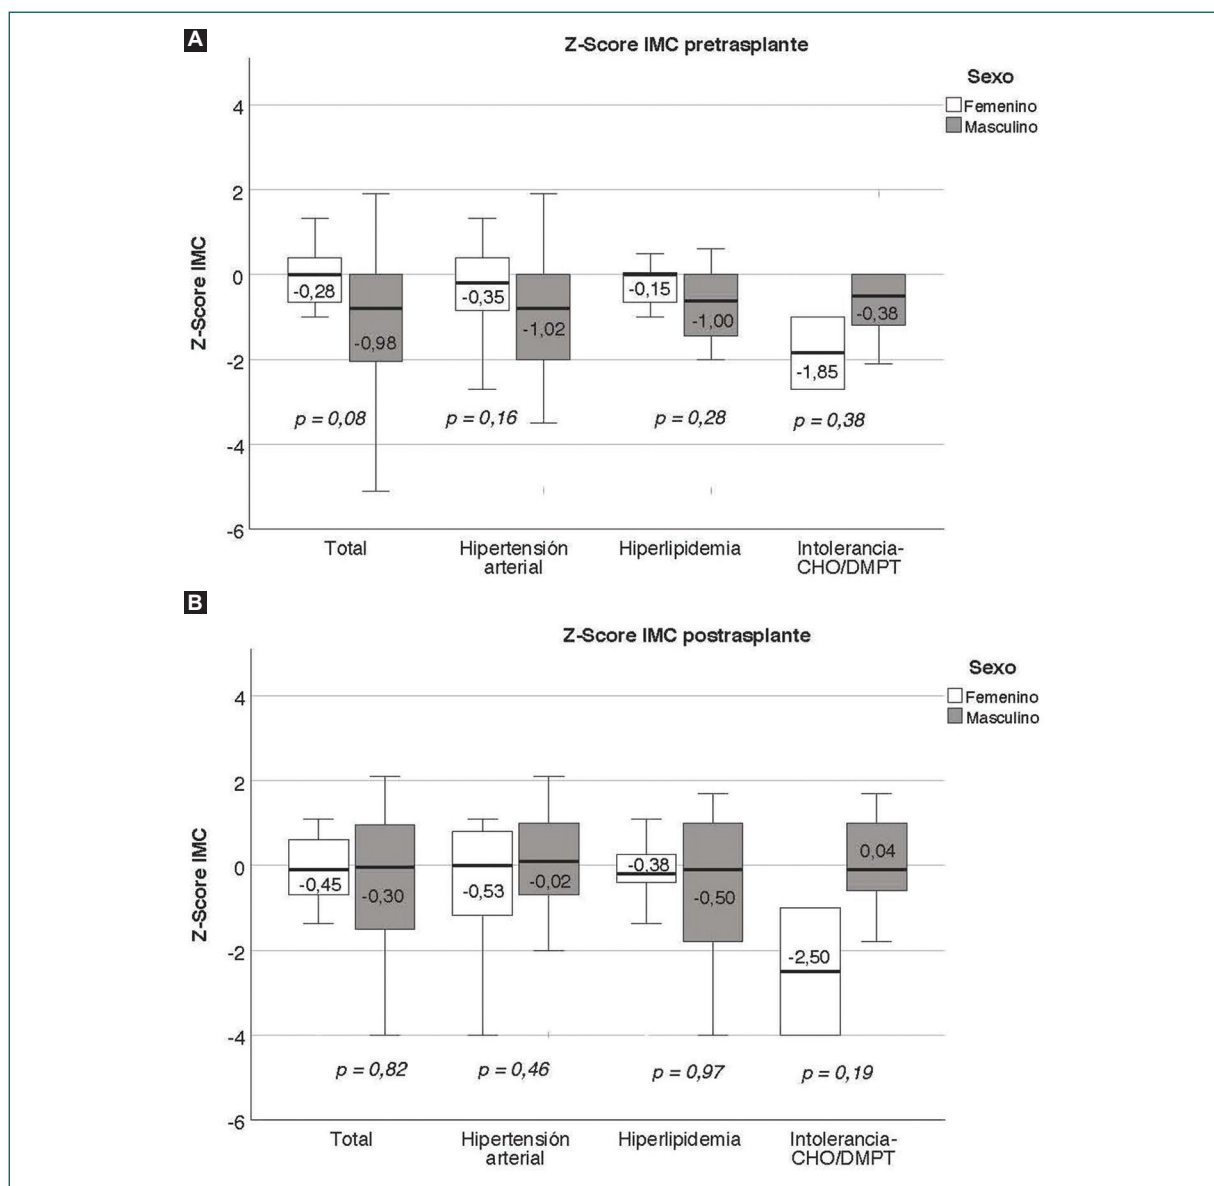 A
Z-Score IMC pretrasplante
Sexo
Femenino
Masculino
Z-Score IMC
4
2
0
-2
-4
-6
-0,28
-0,98
-0,35
-1,02
-0,15
-1,00
-1,85
-0,38
p = 0,08
p = 0,16
p = 0,28
p = 0,38
Total
Hipertensión
arterial
Hiperlipidemia
Intolerancia-
CHO/DMPT
B
Z-Score IMC postrasplante
Sexo
Femenino
Masculino
Z-Score IMC
4
2
0
-2
-4
-6
-0,45
-0,30
-0,53
-0,02
-0,38
-0,50
-2,50
0,04
p = 0,82
p = 0,46
p = 0,97
p = 0,19
Total
Hipertensión
arterial
Hiperlipidemia
Intolerancia-
CHO/DMPT